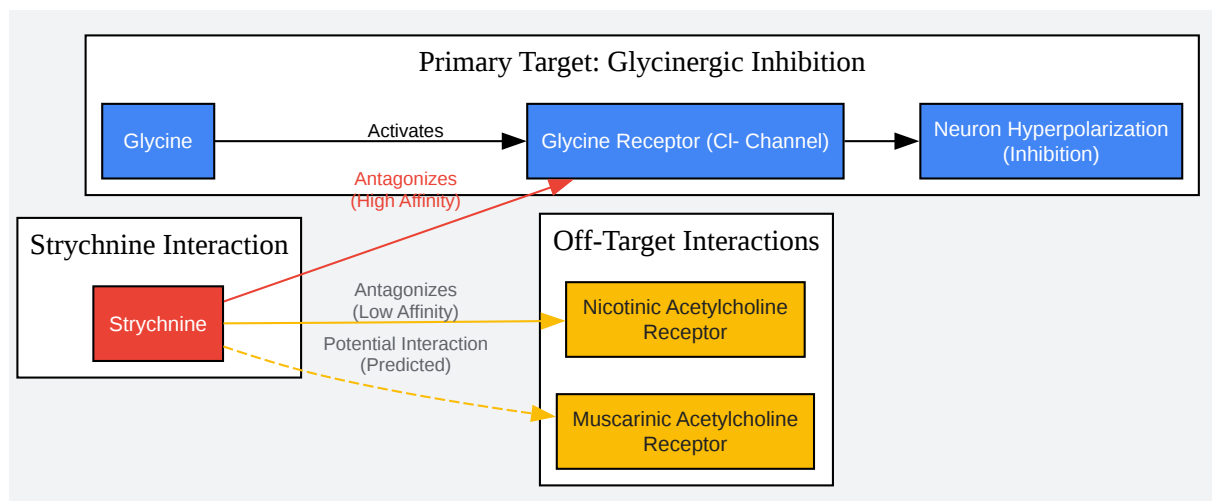 Primary Target: Glycinergic Inhibition
Glycine
Activates
Glycine Receptor (Cl- Channel)
Neuron Hyperpolarization
(Inhibition)
Antagonizes
(High Affinity)
Strychnine Interaction
Strychnine
Antagonizes
(Low Affinity)
Potential Interaction
(Predicted)
Off-Target Interactions
Nicotinic Acetylcholine
Receptor
Muscarinic Acetylcholine
Receptor